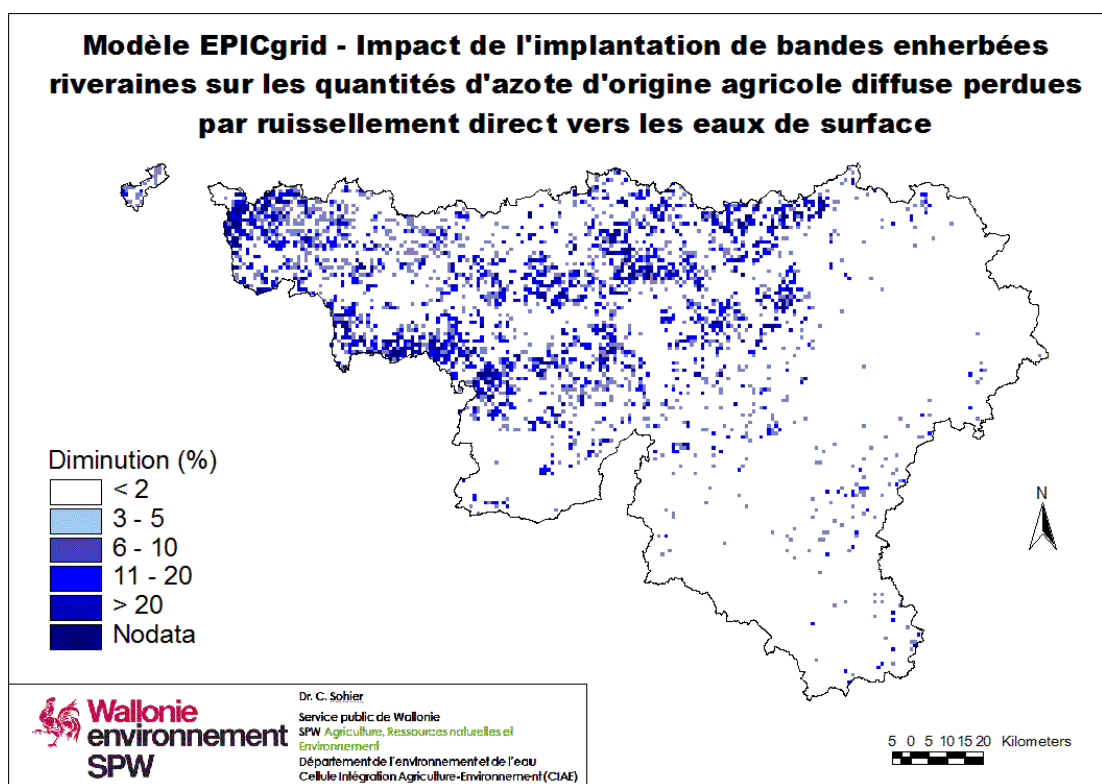 Modèle EPICgrid - Impact de l'implantation de bandes enherbées
riveraines sur les quantités d'azote d'origine agricole diffuse perdues
par ruissellement direct vers les eaux de surface
Diminution (%)
< 2
3 - 5
6 - 10
11 - 20
> 20
Nodata
N
Wallonie
environnement
SPW
Dr. C. Sohier
Service public de Wallonie
SPW Agriculture, Ressources naturelles et
Environnement
Département de l'environnement et de l'eau
Cellule Intégration Agriculture-Environnement (CIAE)
5 0 5 10 15 20 Kilometers